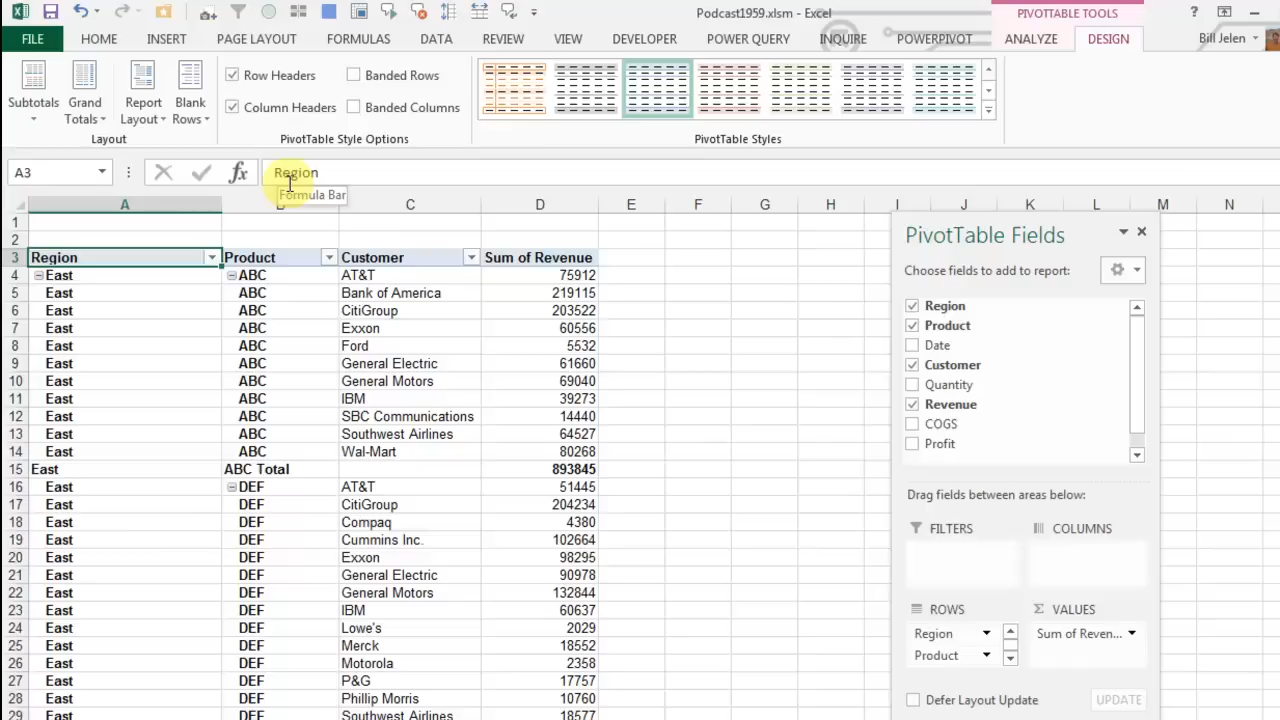 Podcast1959.xlsm - Excel
PIVOTTABLE TOOLS
?
FILE HOME INSERT PAGE LAYOUT FORMULAS DATA REVIEW VIEW DEVELOPER POWER QUERY INQUIRE POWERPIVOT ANALYZE DESIGN Bill Jelen
Subtotals
Grand Totals
Report Layout
Blank Rows
Layout
Row Headers
Banded Rows
Column Headers
Banded Columns
PivotTable Style Options
PivotTable Styles
A3 fx Region
Formula Bar
A B C D E F G H I J K L M N
1
2
3 Region Product Customer Sum of Revenue
4 East ABC AT&T 75912
5 East ABC Bank of America 219115
6 East ABC CitiGroup 203522
7 East ABC Exxon 60556
8 East ABC Ford 5532
9 East ABC General Electric 61660
10 East ABC General Motors 69040
11 East ABC IBM 39273
12 East ABC SBC Communications 14440
13 East ABC Southwest Airlines 64527
14 East ABC Wal-Mart 80268
15 East ABC Total 893845
16 East DEF AT&T 51445
17 East DEF CitiGroup 204234
18 East DEF Compaq 4380
19 East DEF Cummins Inc. 102664
20 East DEF Exxon 98295
21 East DEF General Electric 90978
22 East DEF General Motors 132844
23 East DEF IBM 60637
24 East DEF Lowe's 2029
25 East DEF Merck 18552
26 East DEF Motorola 2358
27 East DEF P&G 17757
28 East DEF Phillip Morris 10760
29 East DEF Southwest Airlines 18577
PivotTable Fields
Choose fields to add to report:
Region
Product
Date
Customer
Quantity
Revenue
COGS
Profit
Drag fields between areas below:
FILTERS
COLUMNS
ROWS
Region
Product
Σ VALUES
Sum of Reven...
Defer Layout Update
UPDATE